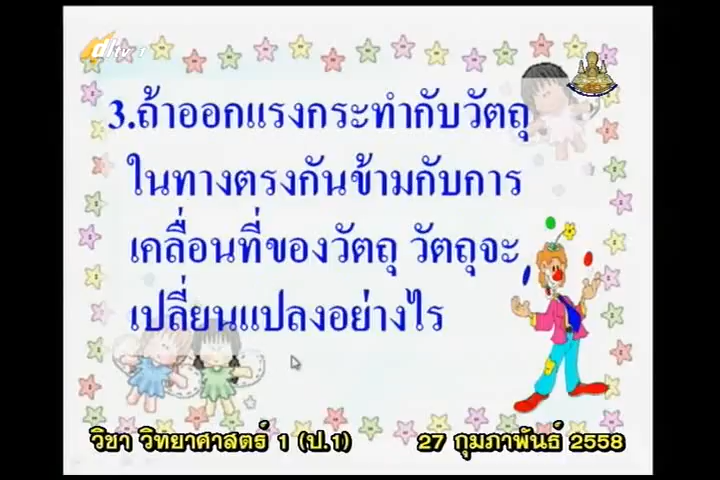 dltv 1
3.ถ้าออกแรงกระทำกับวัตถุ
ในทางตรงกันข้ามกับการ
เคลื่อนที่ของวัตถุ วัตถุจะ
เปลี่ยนแปลงอย่างไร
วิชา วิทยาศาสตร์ 1 (ป.1) 27 กุมภาพันธ์ 2558